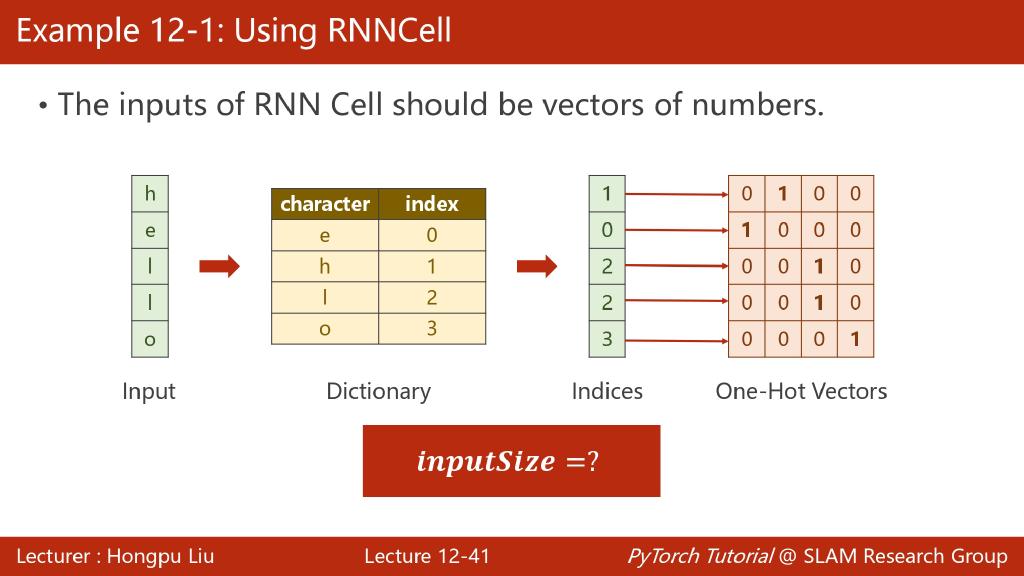 Example 12-1: Using RNNCell
• The inputs of RNN Cell should be vectors of numbers.
h
e
l
l
o
Input
character index
e 0
h 1
l 2
o 3
Dictionary
1
0
2
2
3
Indices
0 1 0 0
1 0 0 0
0 0 1 0
0 0 1 0
0 0 0 1
One-Hot Vectors
inputSize =?
Lecturer : Hongpu Liu
Lecture 12-41
PyTorch Tutorial @ SLAM Research Group